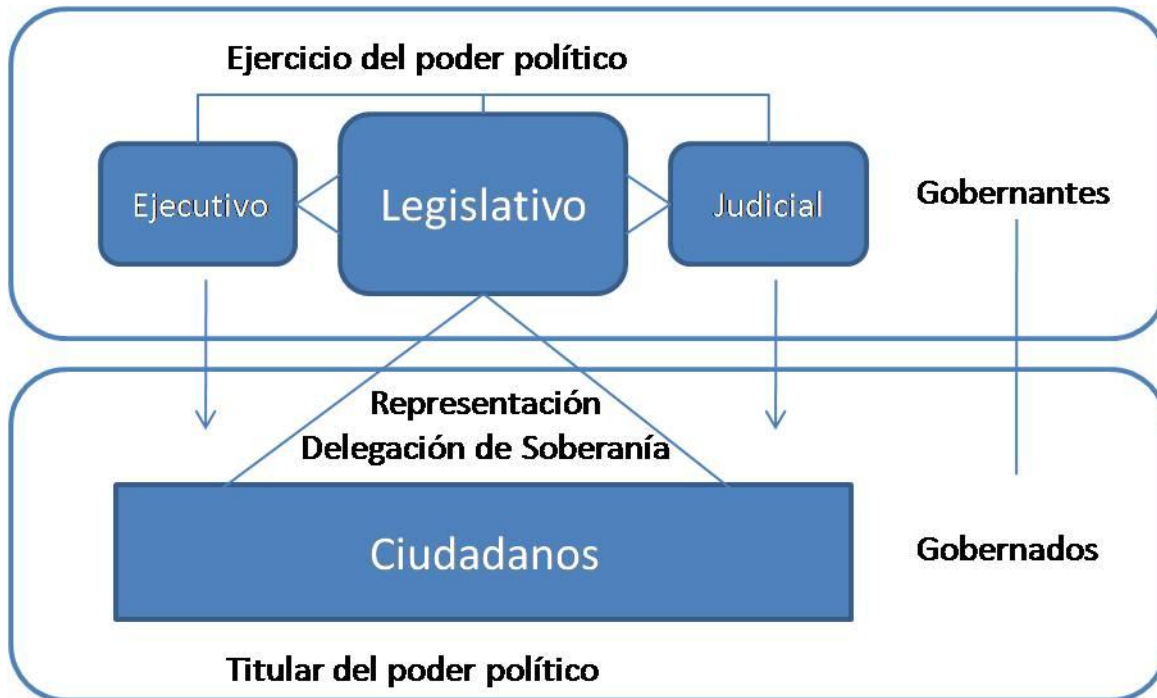 Ejercicio del poder político
Ejecutivo
Legislativo
Judicial
Gobernantes
Representación
Delegación de Soberanía
Ciudadanos
Gobernados
Titular del poder político